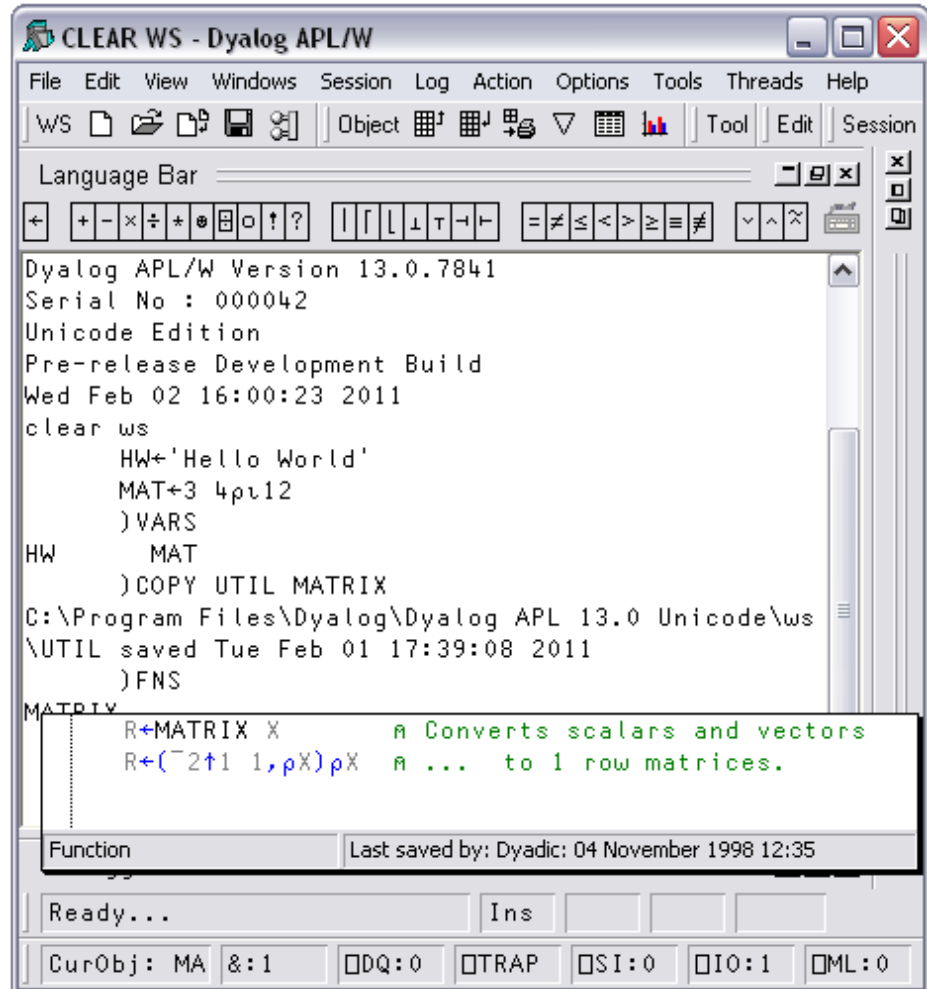 CLEAR WS - Dyalog APL/W
File Edit View Windows Session Log Action Options Tools Threads Help
WS Object Tool Edit Session
Language Bar
← + - × ÷ * ⍟ ⌹ ○ ! ? | ⌈ ⌊ ⊥ ⊤ ⊣ ⊢ = ≠ ≤ < > ≥ ≡ ≢ ∨ ∧ ⍲
Dyalog APL/W Version 13.0.7841
Serial No : 000042
Unicode Edition
Pre-release Development Build
Wed Feb 02 16:00:23 2011
clear ws
HW←'Hello World'
MAT←3 4⍴⍳12
)VARS
HW MAT
)COPY UTIL MATRIX
C:\Program Files\Dyalog\Dyalog APL 13.0 Unicode\ws
\UTIL saved Tue Feb 01 17:39:08 2011
)FNS
MATRIX
R←MATRIX X ⍝ Converts scalars and vectors
R←(¯2↑1 1,⍴X)⍴X ⍝ ... to 1 row matrices.
Function Last saved by: Dyadic: 04 November 1998 12:35
Ready... Ins
CurObj: MA &:1 ⎕DQ:0 ⎕TRAP ⎕SI:0 ⎕IO:1 ⎕ML:0